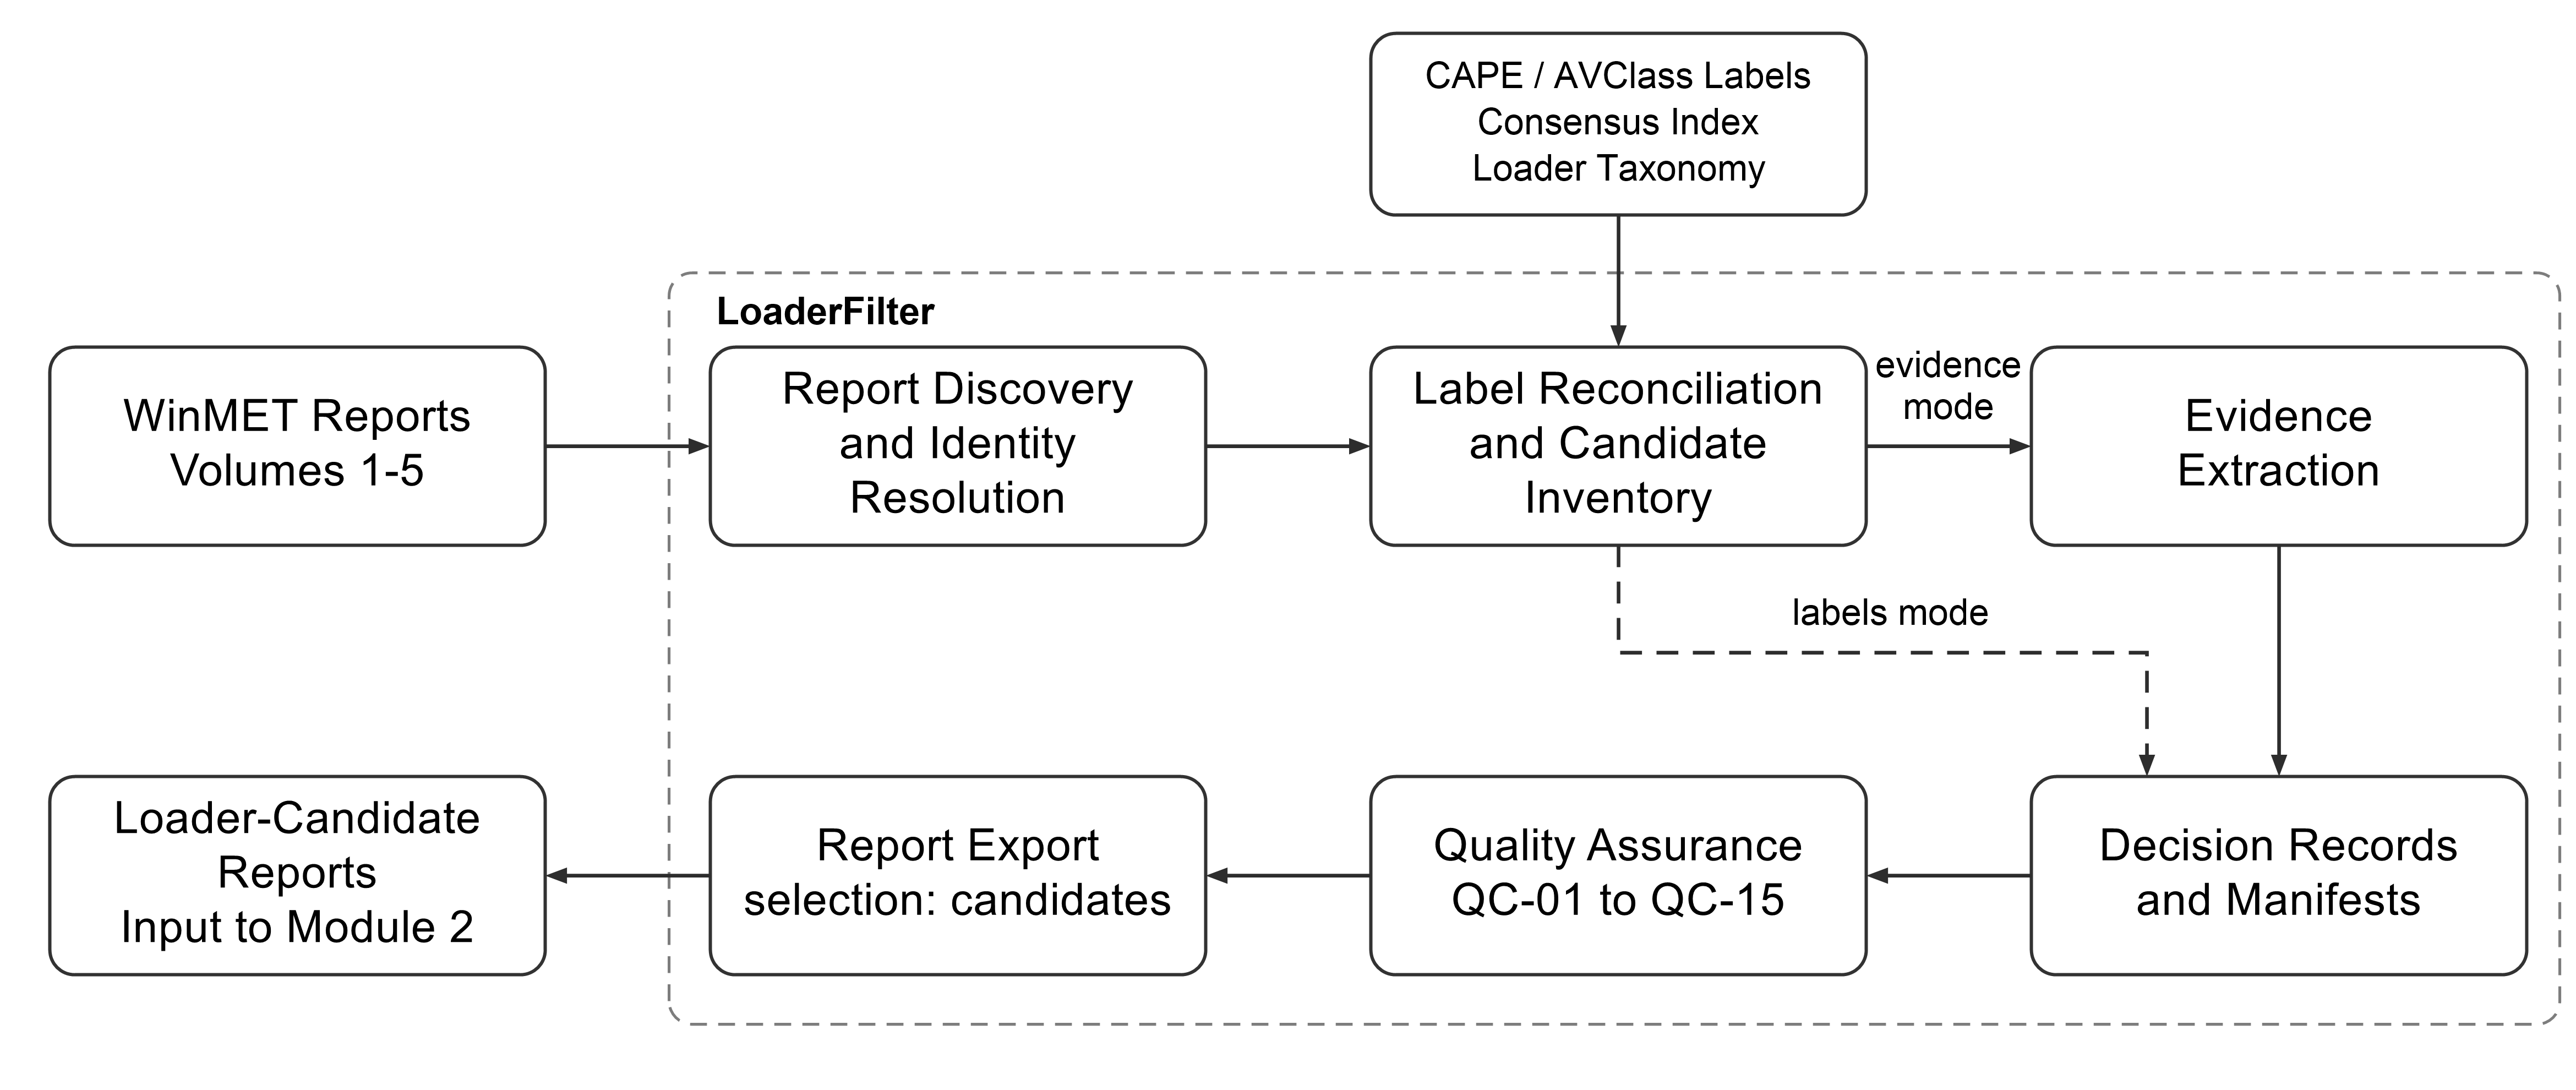 CAPE / AVClass Labels
Consensus Index
Loader Taxonomy
LoaderFilter
WinMET Reports
Volumes 1-5
Report Discovery
and Identity
Resolution
Label Reconciliation
and Candidate
Inventory
evidence
mode
Evidence
Extraction
labels mode
Loader-Candidate
Reports
Input to Module 2
Report Export
selection: candidates
Quality Assurance
QC-01 to QC-15
Decision Records
and Manifests